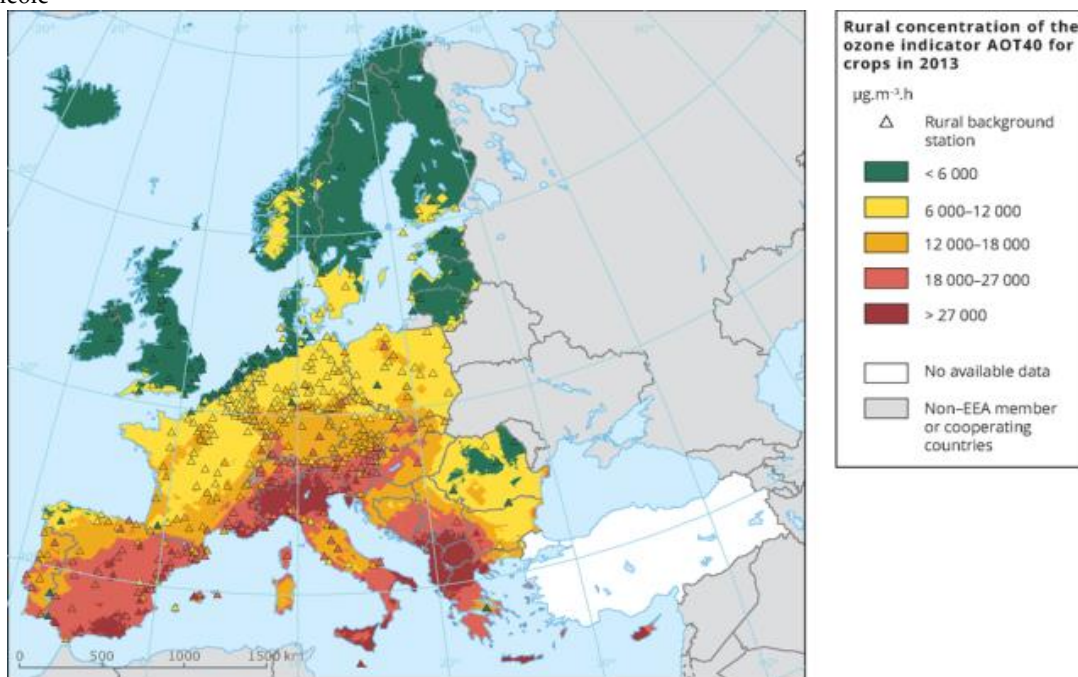 Rural concentration of the
ozone indicator AOT40 for
crops in 2013
µg.m⁻³.h
Rural background
station
< 6 000
6 000–12 000
12 000–18 000
18 000–27 000
> 27 000
No available data
Non–EEA member
or cooperating
countries
0 500 1000 1500 km